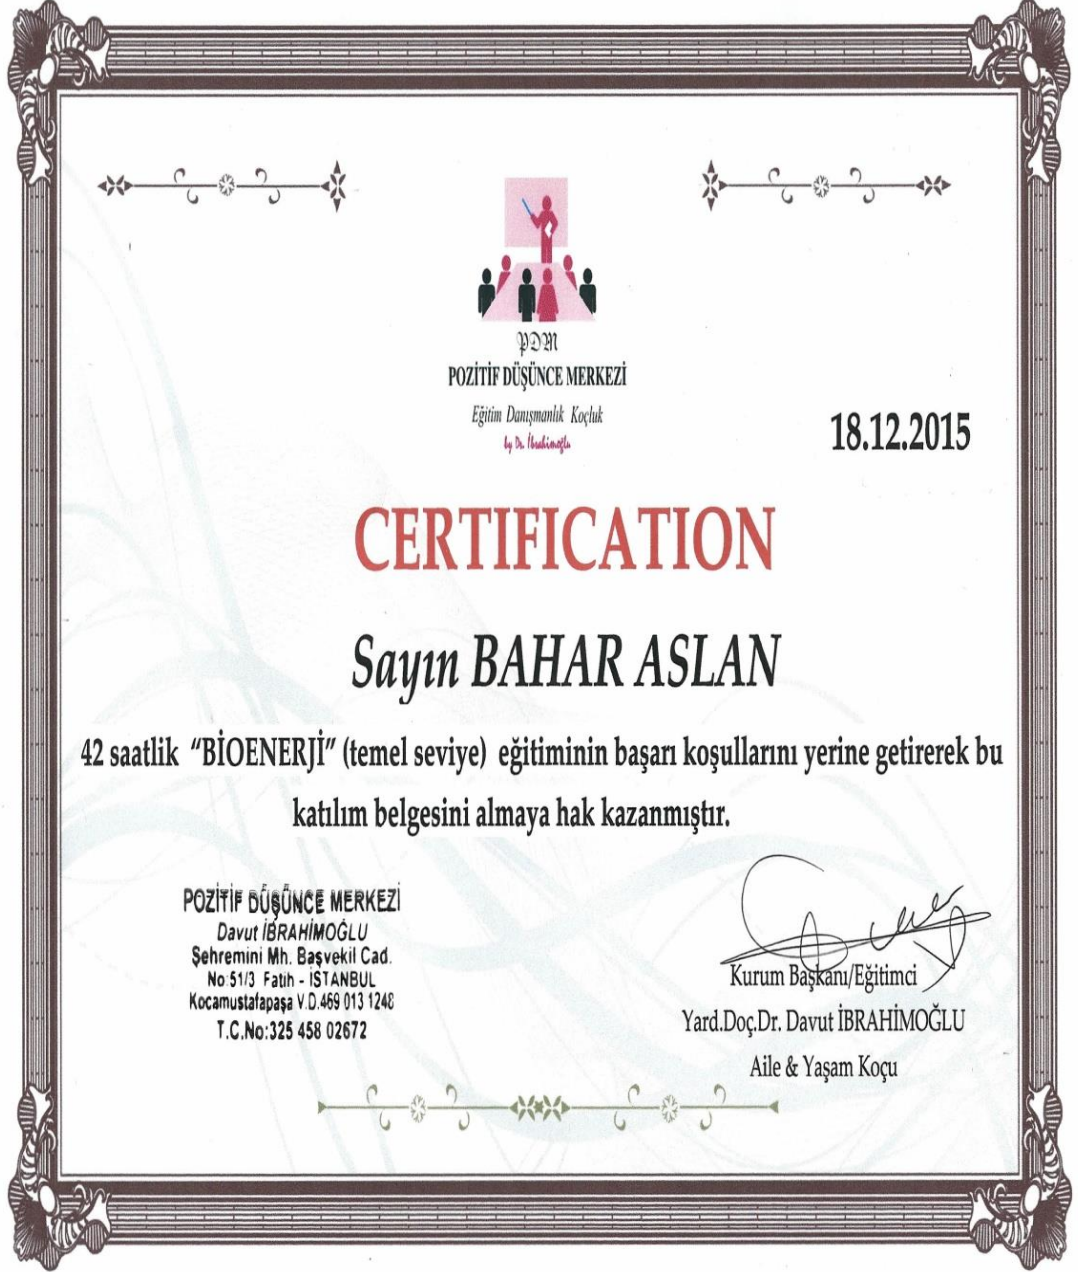 PDM
POZİTİF DÜŞÜNCE MERKEZİ
Eğitim Danışmanlık Koçluk
by Dr. İbrahimoğlu
18.12.2015
CERTIFICATION
Sayın BAHAR ASLAN
42 saatlik “BİOENERJİ” (temel seviye) eğitiminin başarı koşullarını yerine getirerek bu
katılım belgesini almaya hak kazanmıştır.
POZİTİF DÜŞÜNCE MERKEZİ
Davut İBRAHİMOĞLU
Şehremini Mh. Başvekil Cad.
No:51/3 Fatih - İSTANBUL
Kocamustafapaşa V.D.469 013 1248
T.C.No:325 458 02672
Kurum Başkanı/Eğitimci
Yard.Doç.Dr. Davut İBRAHİMOĞLU
Aile & Yaşam Koçu